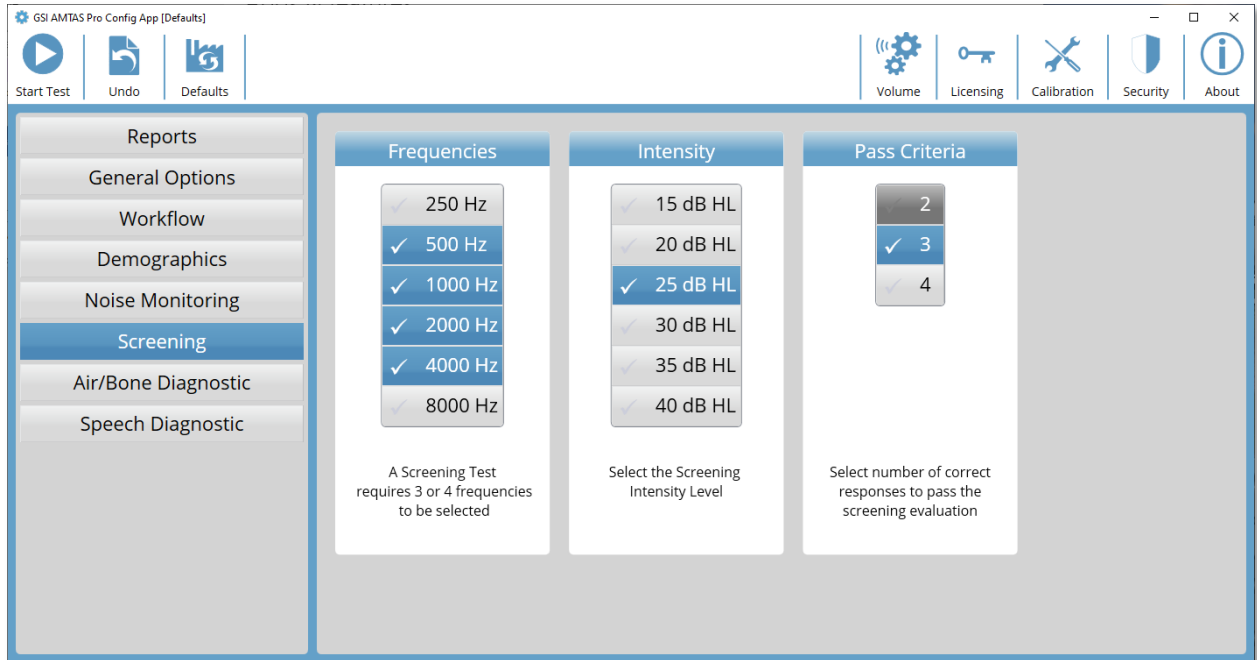 GSI AMTAS Pro Config App [Defaults]
Start Test
Undo
Defaults
Volume
Licensing
Calibration
Security
About
Reports
General Options
Workflow
Demographics
Noise Monitoring
Screening
Air/Bone Diagnostic
Speech Diagnostic
Frequencies
250 Hz
500 Hz
1000 Hz
2000 Hz
4000 Hz
8000 Hz
A Screening Test
requires 3 or 4 frequencies
to be selected
Intensity
15 dB HL
20 dB HL
25 dB HL
30 dB HL
35 dB HL
40 dB HL
Select the Screening
Intensity Level
Pass Criteria
2
3
4
Select number of correct
responses to pass the
screening evaluation